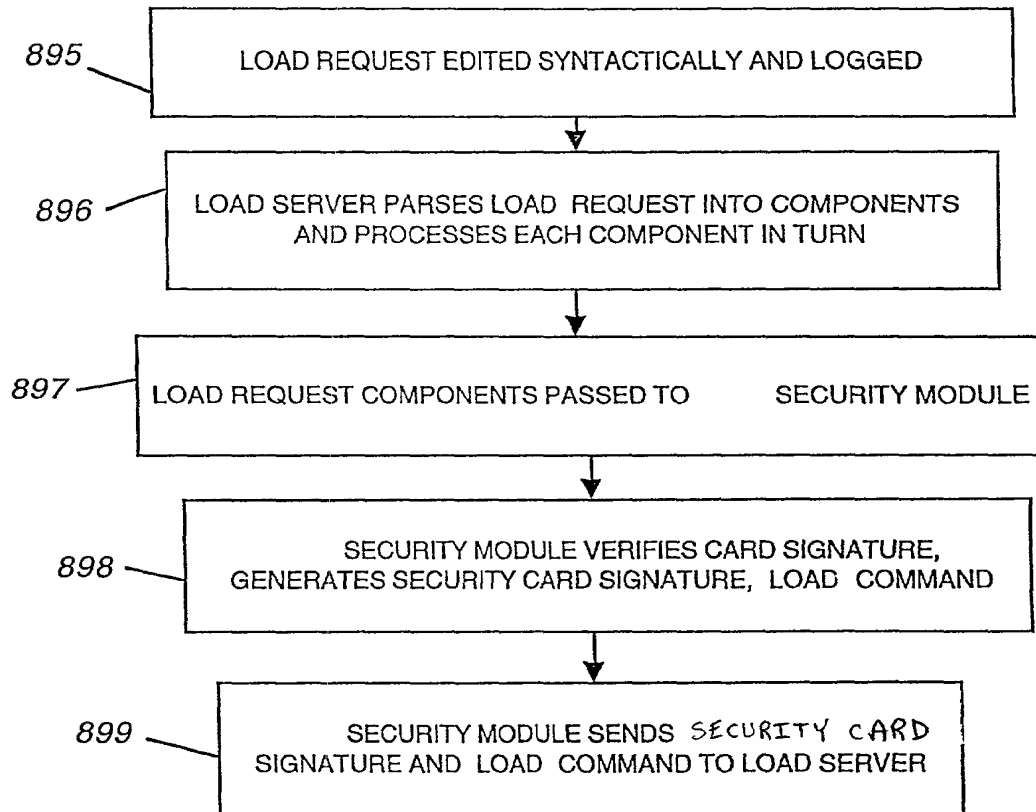 895
LOAD REQUEST EDITED SYNTACTICALLY AND LOGGED
896
LOAD SERVER PARSES LOAD REQUEST INTO COMPONENTS
AND PROCESSES EACH COMPONENT IN TURN
897
LOAD REQUEST COMPONENTS PASSED TO SECURITY MODULE
898
SECURITY MODULE VERIFIES CARD SIGNATURE,
GENERATES SECURITY CARD SIGNATURE, LOAD COMMAND
899
SECURITY MODULE SENDS SECURITY CARD
SIGNATURE AND LOAD COMMAND TO LOAD SERVER